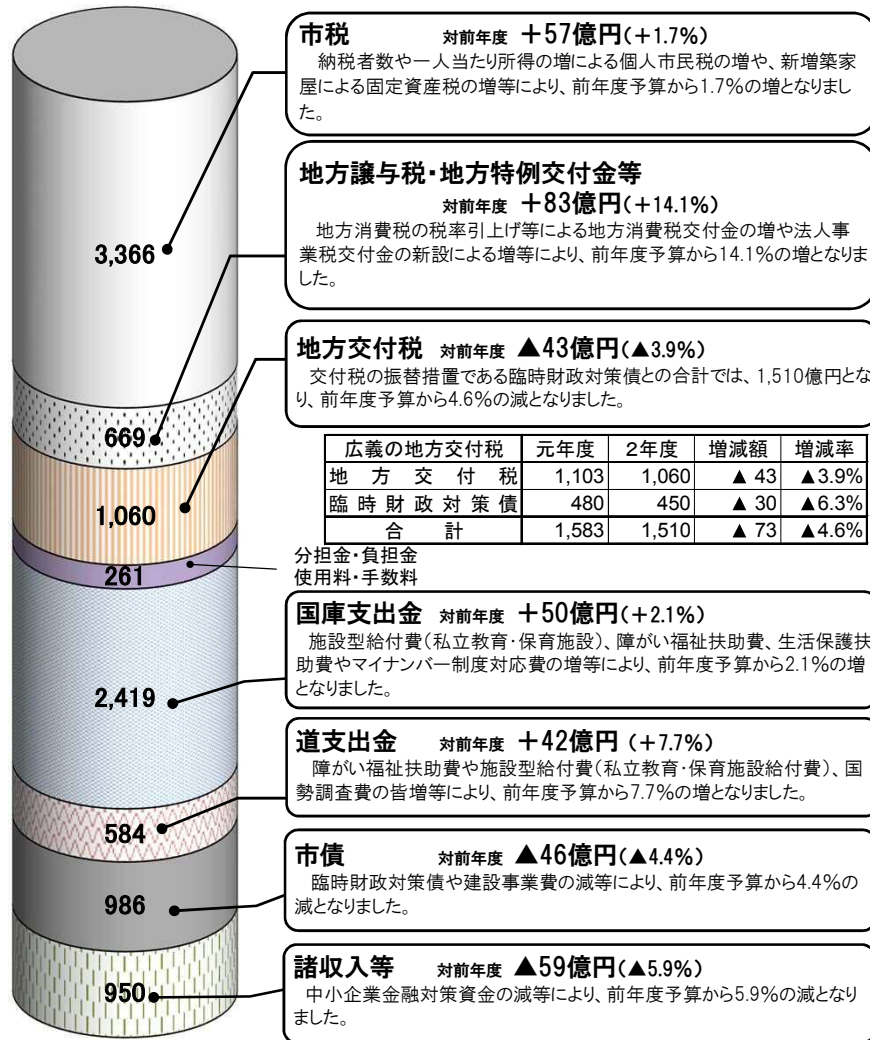 市税 対前年度 +57億円(+1.7%)
納税者数や一人当たり所得の増による個人市民税の増や、新増築家
屋による固定資産税の増等により、前年度予算から1.7%の増となりまし
た。
3,366
地方譲与税・地方特例交付金等
対前年度 +83億円(+14.1%)
地方消費税の税率引上げ等による地方消費税交付金の増や法人事
業税交付金の新設による増等により、前年度予算から14.1%の増となりま
した。
669
地方交付税 対前年度 ▲43億円(▲3.9%)
交付税の振替措置である臨時財政対策債との合計では、1,510億円とな
り、前年度予算から4.6%の減となりました。
1,060
広義の地方交付税 元年度 2年度 増減額 増減率
地方交付税 1,103 1,060 ▲ 43 ▲3.9%
臨時財政対策債 480 450 ▲ 30 ▲6.3%
合計 1,583 1,510 ▲ 73 ▲4.6%
分担金・負担金
使用料・手数料
261
国庫支出金 対前年度 +50億円(+2.1%)
施設型給付費(私立教育・保育施設)、障がい福祉扶助費、生活保護扶
助費やマイナンバー制度対応費の増等により、前年度予算から2.1%の増
となりました。
2,419
道支出金 対前年度 +42億円 (+7.7%)
障がい福祉扶助費や施設型給付費(私立教育・保育施設給付費)、国
勢調査費の皆増等により、前年度予算から7.7%の増となりました。
584
市債 対前年度 ▲46億円(▲4.4%)
臨時財政対策債や建設事業費の減等により、前年度予算から4.4%の
減となりました。
986
諸収入等 対前年度 ▲59億円(▲5.9%)
中小企業金融対策資金の減等により、前年度予算から5.9%の減となり
ました。
950